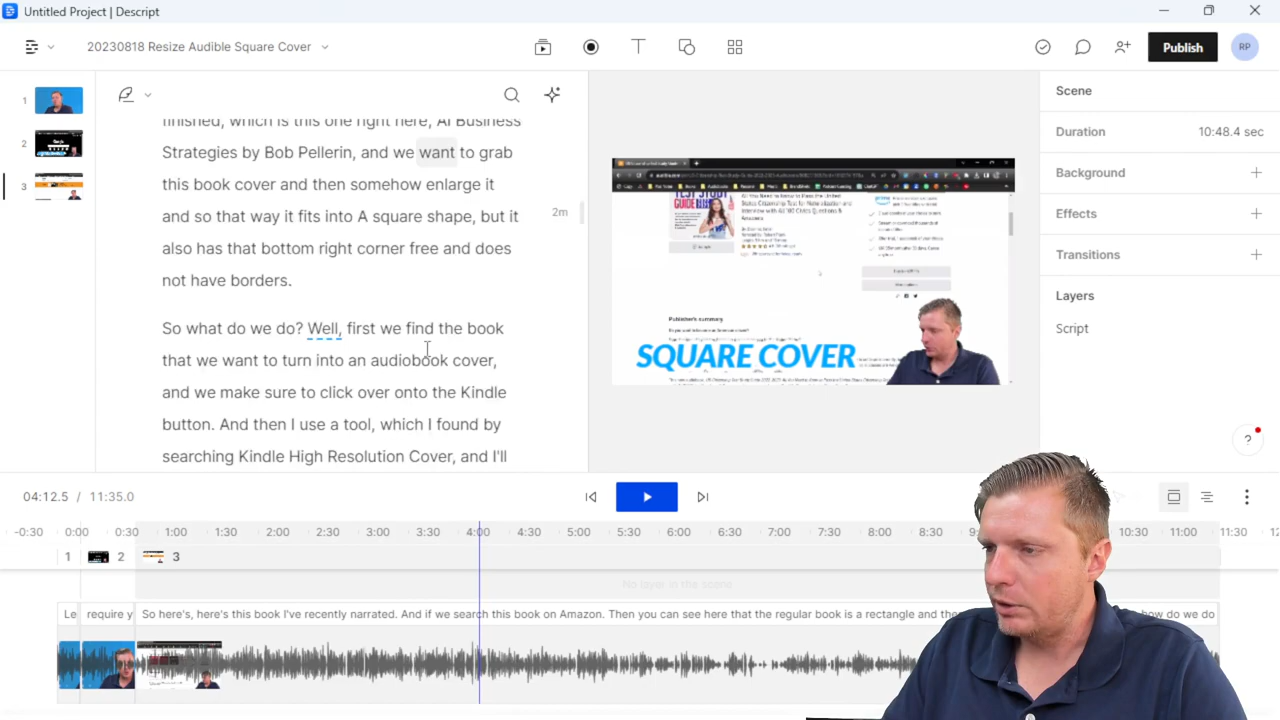 Untitled Project | Descript
20230818 Resize Audible Square Cover
Publish
RP
1
2
3
finished, which is this one right here, AI Business
Strategies by Bob Pellerin, and we want to grab
this book cover and then somehow enlarge it
and so that way it fits into A square shape, but it
also has that bottom right corner free and does
not have borders.
So what do we do? Well, first we find the book
that we want to turn into an audiobook cover,
and we make sure to click over onto the Kindle
button. And then I use a tool, which I found by
searching Kindle High Resolution Cover, and I'll
2m
TEST STUDY
GUIDE
Publisher's summary
SQUARE COVER
Scene
Duration
10:48.4 sec
Background
Effects
Transitions
Layers
Script
?
04:12.5 / 11:35.0
-0:30 0:00 0:30 1:00 1:30 2:00 2:30 3:00 3:30 4:00 4:30 5:00 5:30 6:00 6:30 7:00 7:30 8:00 8:30 10:30 11:00 11:30
1 2 3
No layer in the scene
Le
require y
So here's, here's this book I've recently narrated. And if we search this book on Amazon. Then you can see here that the regular book is a rectangle and
how do we do